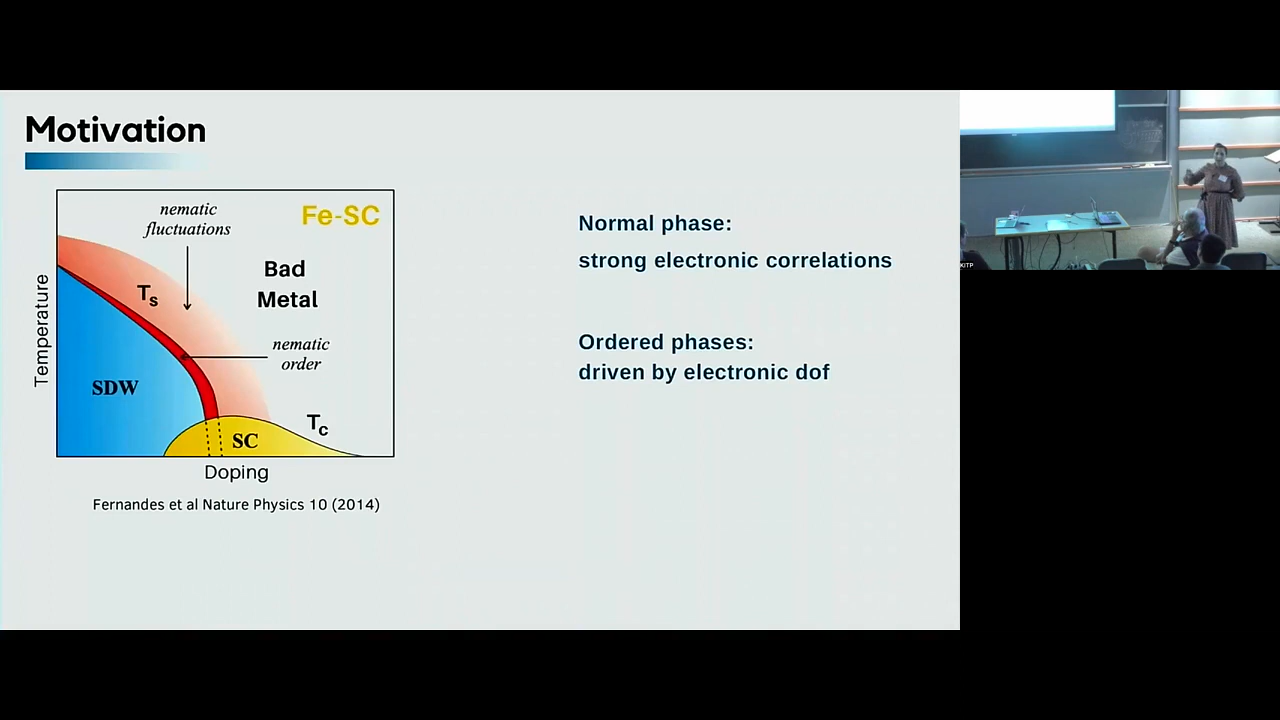 Motivation
nematic
fluctuations
Fe-SC
Bad
Metal
Ts
nematic
order
SDW
Tc
SC
Temperature
Doping
Fernandes et al Nature Physics 10 (2014)
Normal phase:
strong electronic correlations
Ordered phases:
driven by electronic dof
KITP